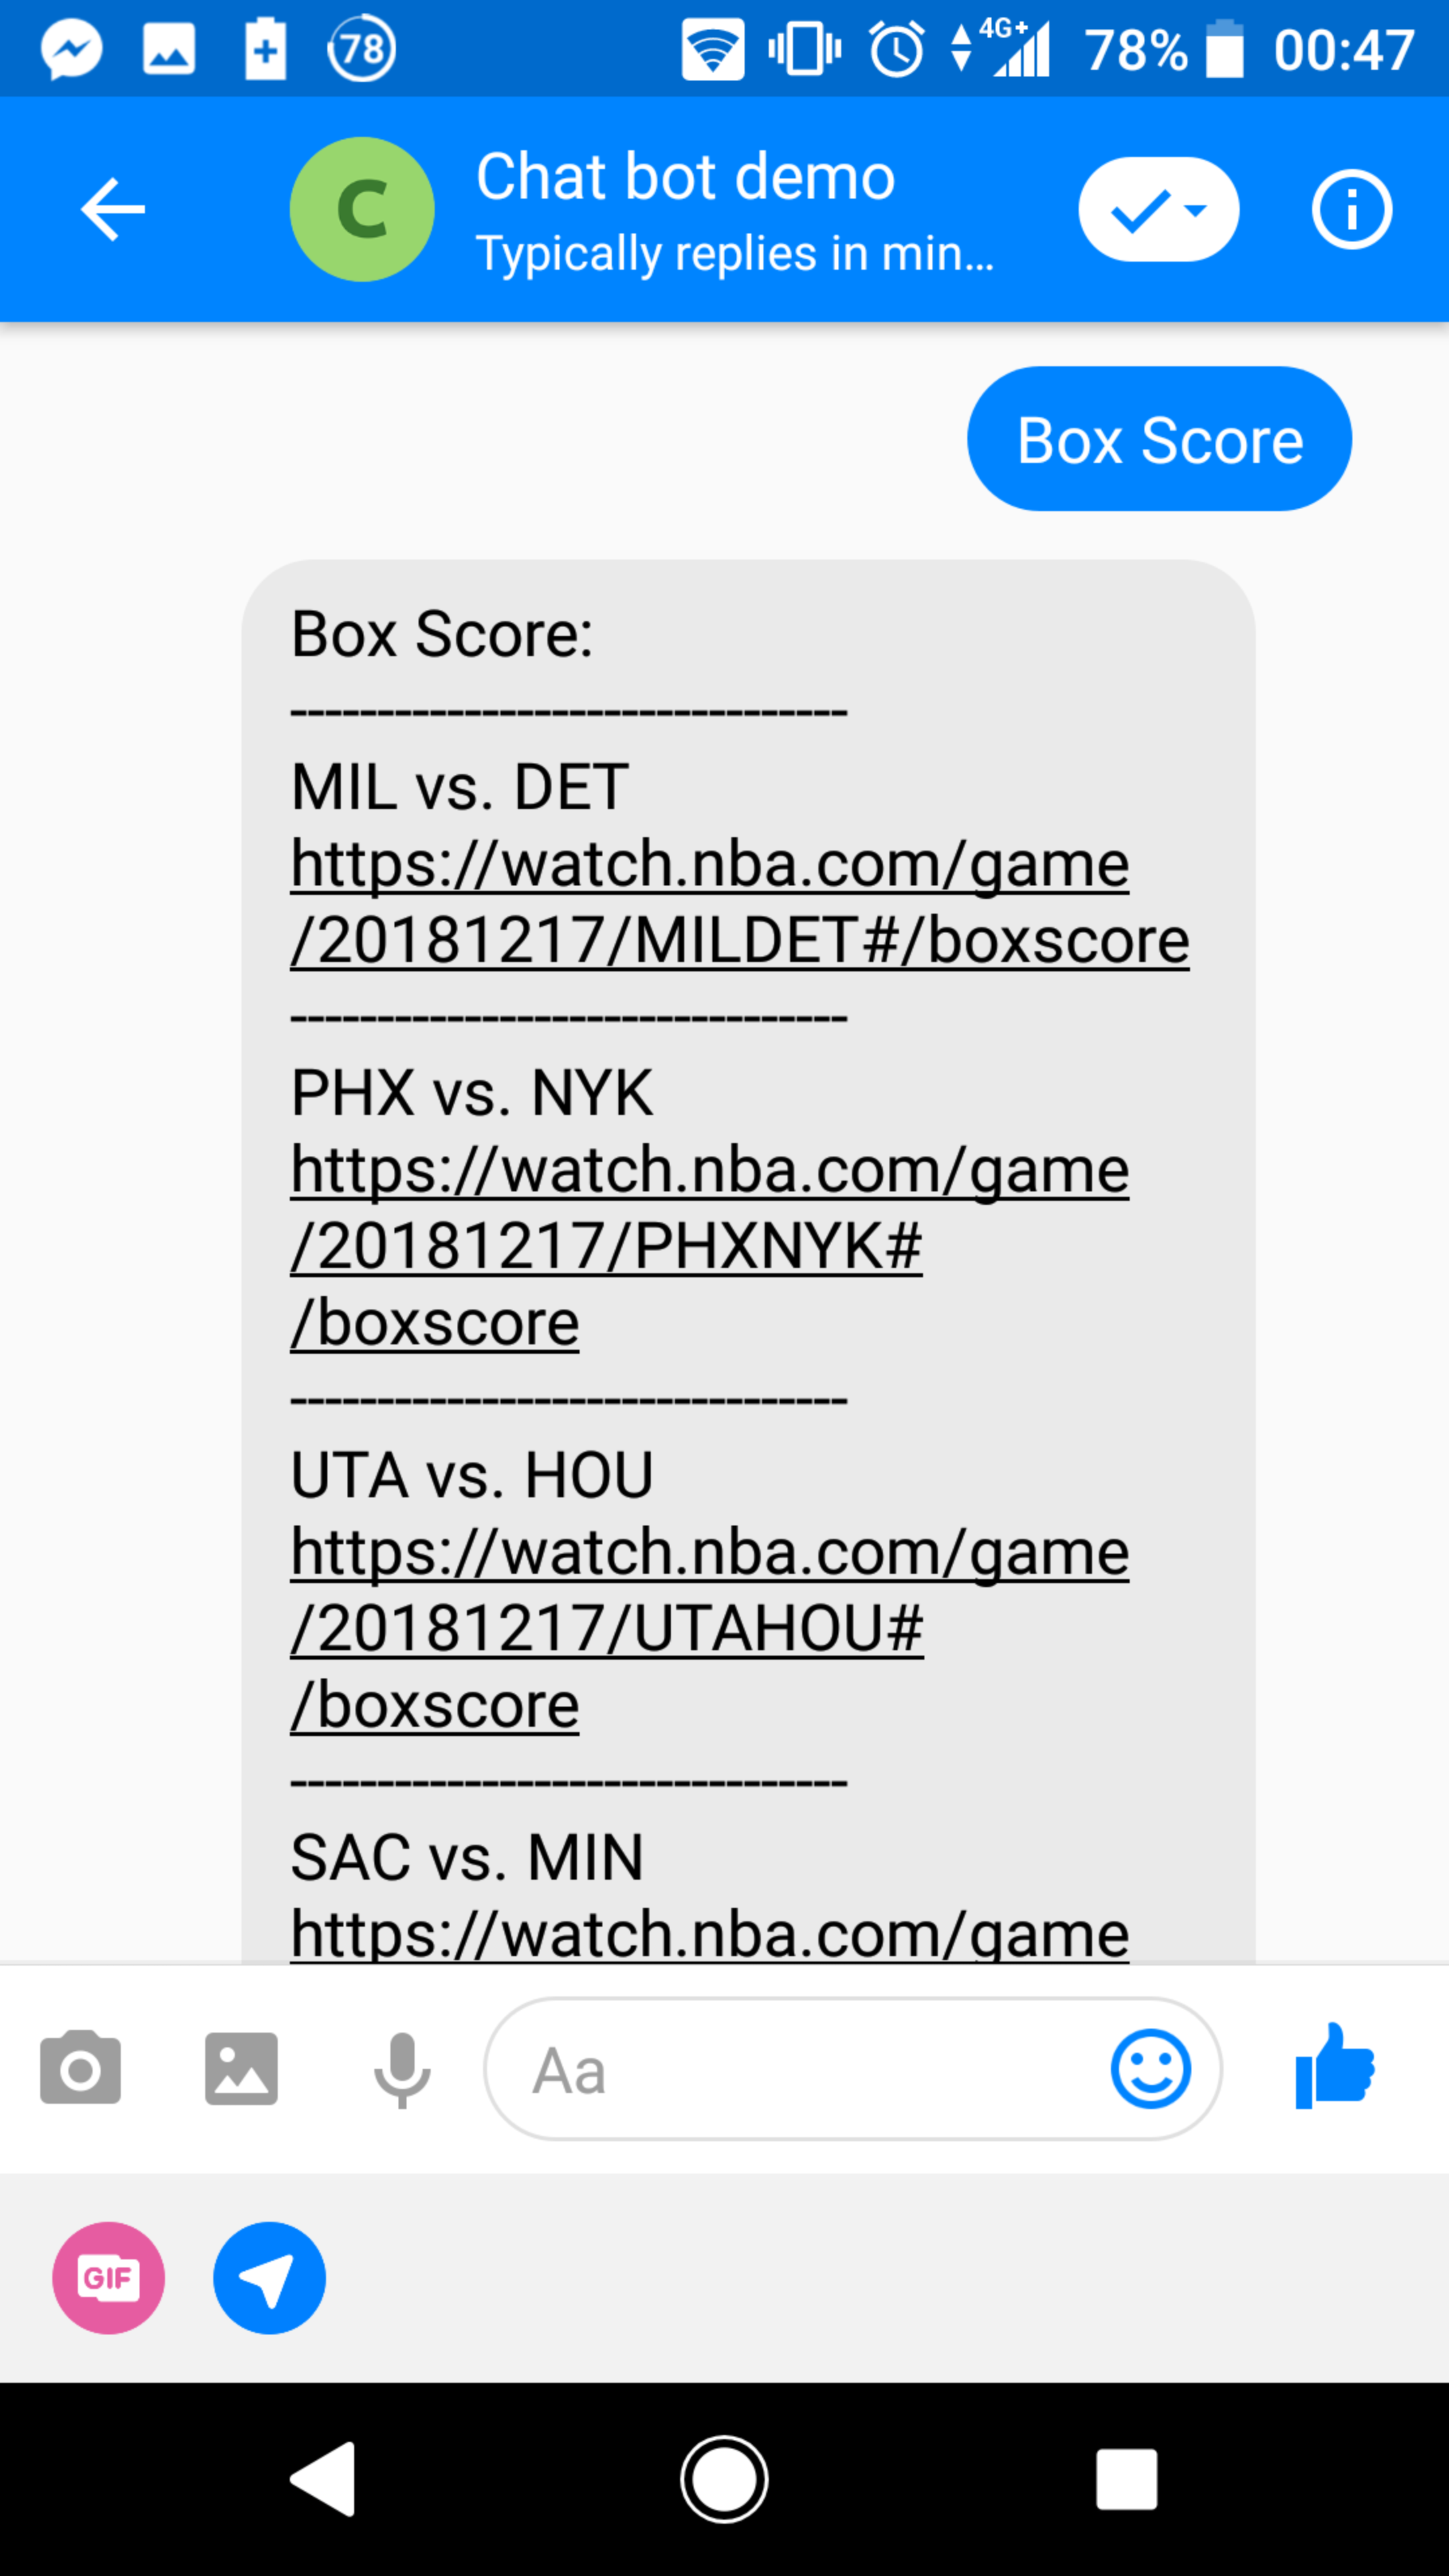 78 4G+ 78% 00:47
C
Chat bot demo
Typically replies in min...
Box Score
Box Score:
--------------------------------
MIL vs. DET
https://watch.nba.com/game
/20181217/MILDET#/boxscore
--------------------------------
PHX vs. NYK
https://watch.nba.com/game
/20181217/PHXNYK#
/boxscore
--------------------------------
UTA vs. HOU
https://watch.nba.com/game
/20181217/UTAHOU#
/boxscore
--------------------------------
SAC vs. MIN
https://watch.nba.com/game
Aa
GIF